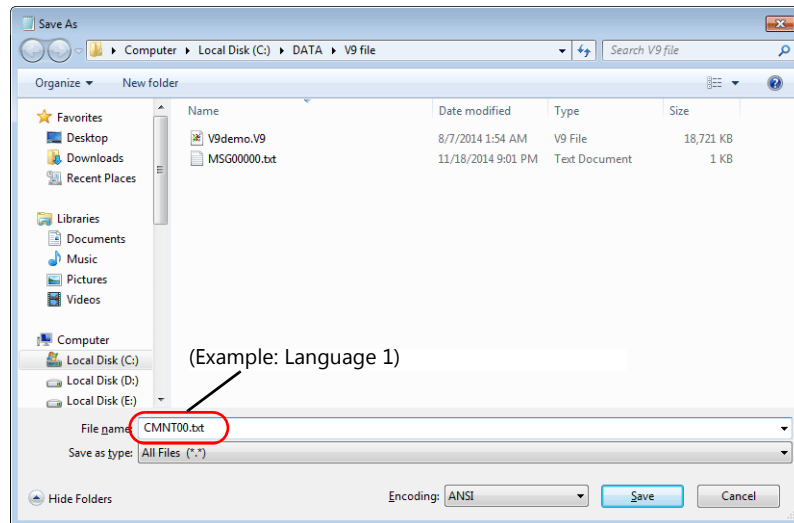 Save As
Computer Local Disk (C:) DATA V9 file
Search V9 file
Organize New folder
Name Date modified Type Size
V9demo.V9 8/7/2014 1:54 AM V9 File 18,721 KB
MSG00000.txt 11/18/2014 9:01 PM Text Document 1 KB
Favorites
Desktop
Downloads
Recent Places
Libraries
Documents
Music
Pictures
Videos
Computer
Local Disk (C:)
Local Disk (D:)
Local Disk (E:)
(Example: Language 1)
File name: CMNT00.txt
Save as type: All Files (*.*)
Hide Folders
Encoding: ANSI
Save
Cancel